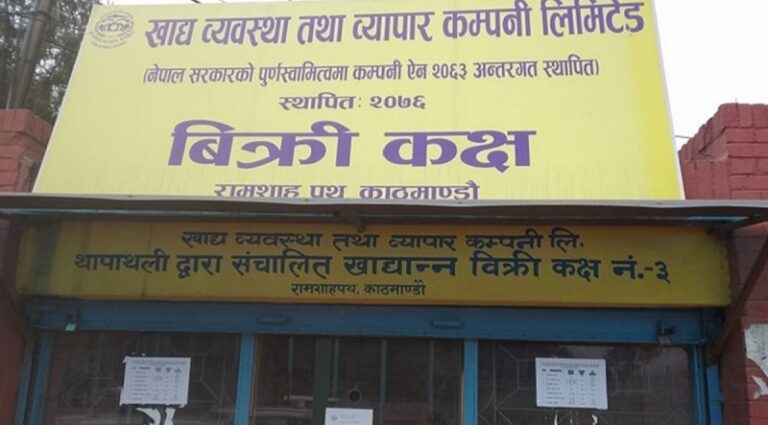 खाद्य व्यवस्था तथा व्यापार कम्पनी लिमिटेड
(नेपाल सरकारको पुर्णस्वामित्वमा कम्पनी ऐन २०६३ अन्तरगत स्थापित)
स्थापितः २०७६
बिक्री कक्ष
रामशाह पथ, काठमाण्डौ
खाद्य व्यवस्था तथा व्यापार कम्पनी लि.
थापाथली द्वारा संचालित खाद्यान्न विक्री कक्ष नं.-३
रामशाहपथ, काठमाण्डौ